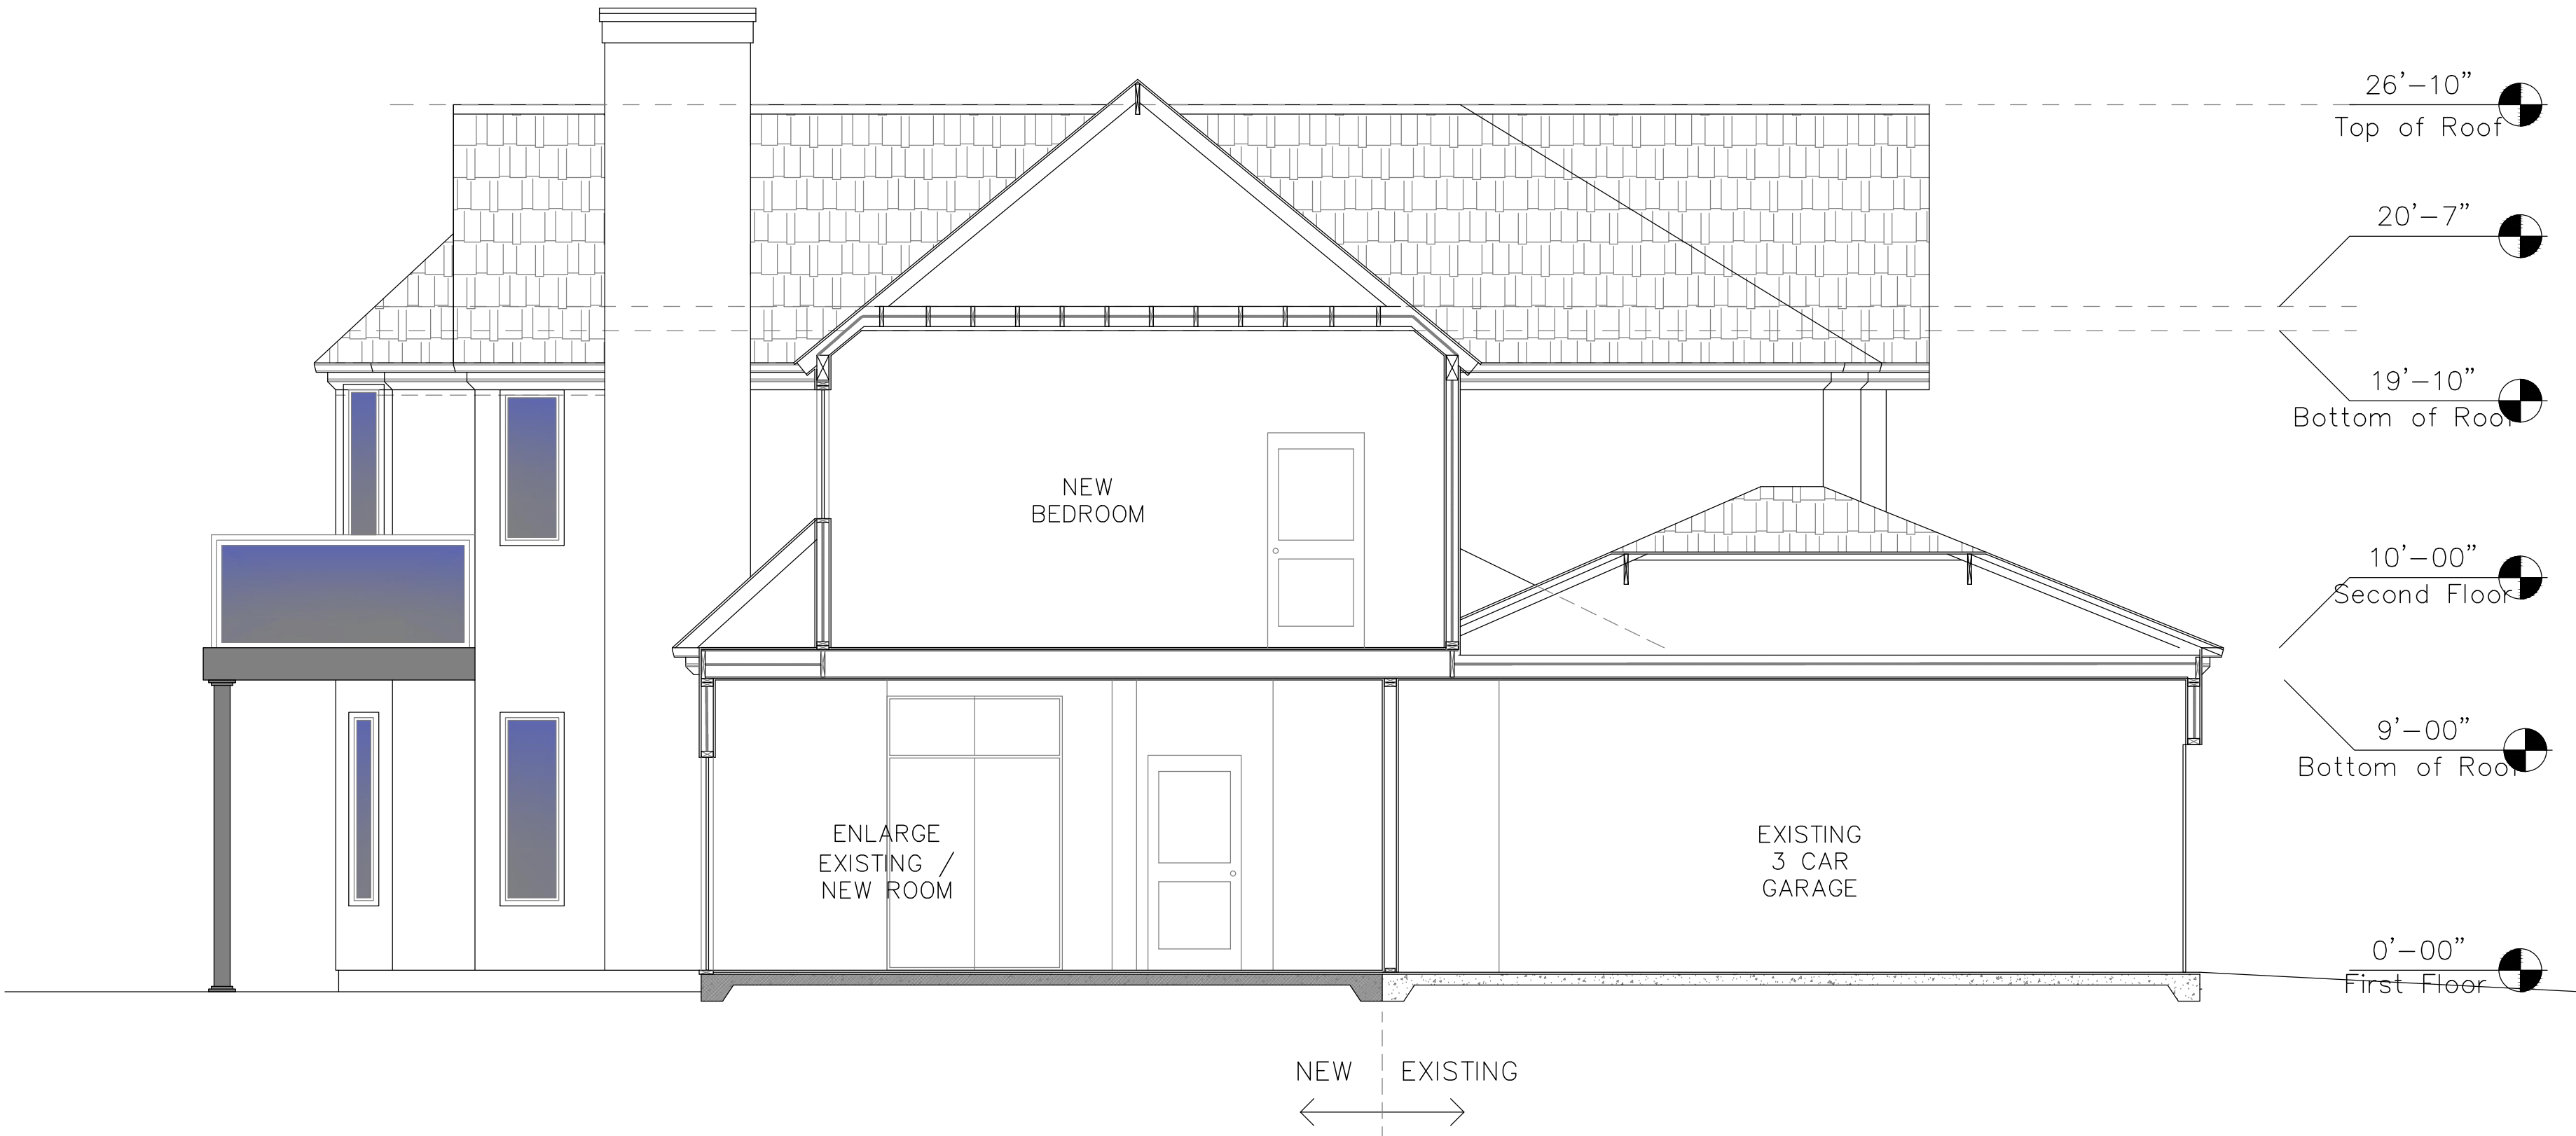 26'-10"
Top of Roof
20'-7"
19'-10"
Bottom of Roof
NEW
BEDROOM
10'-00"
Second Floor
9'-00"
Bottom of Roof
ENLARGE
EXISTING /
NEW ROOM
EXISTING
3 CAR
GARAGE
0'-00"
First Floor
NEW EXISTING